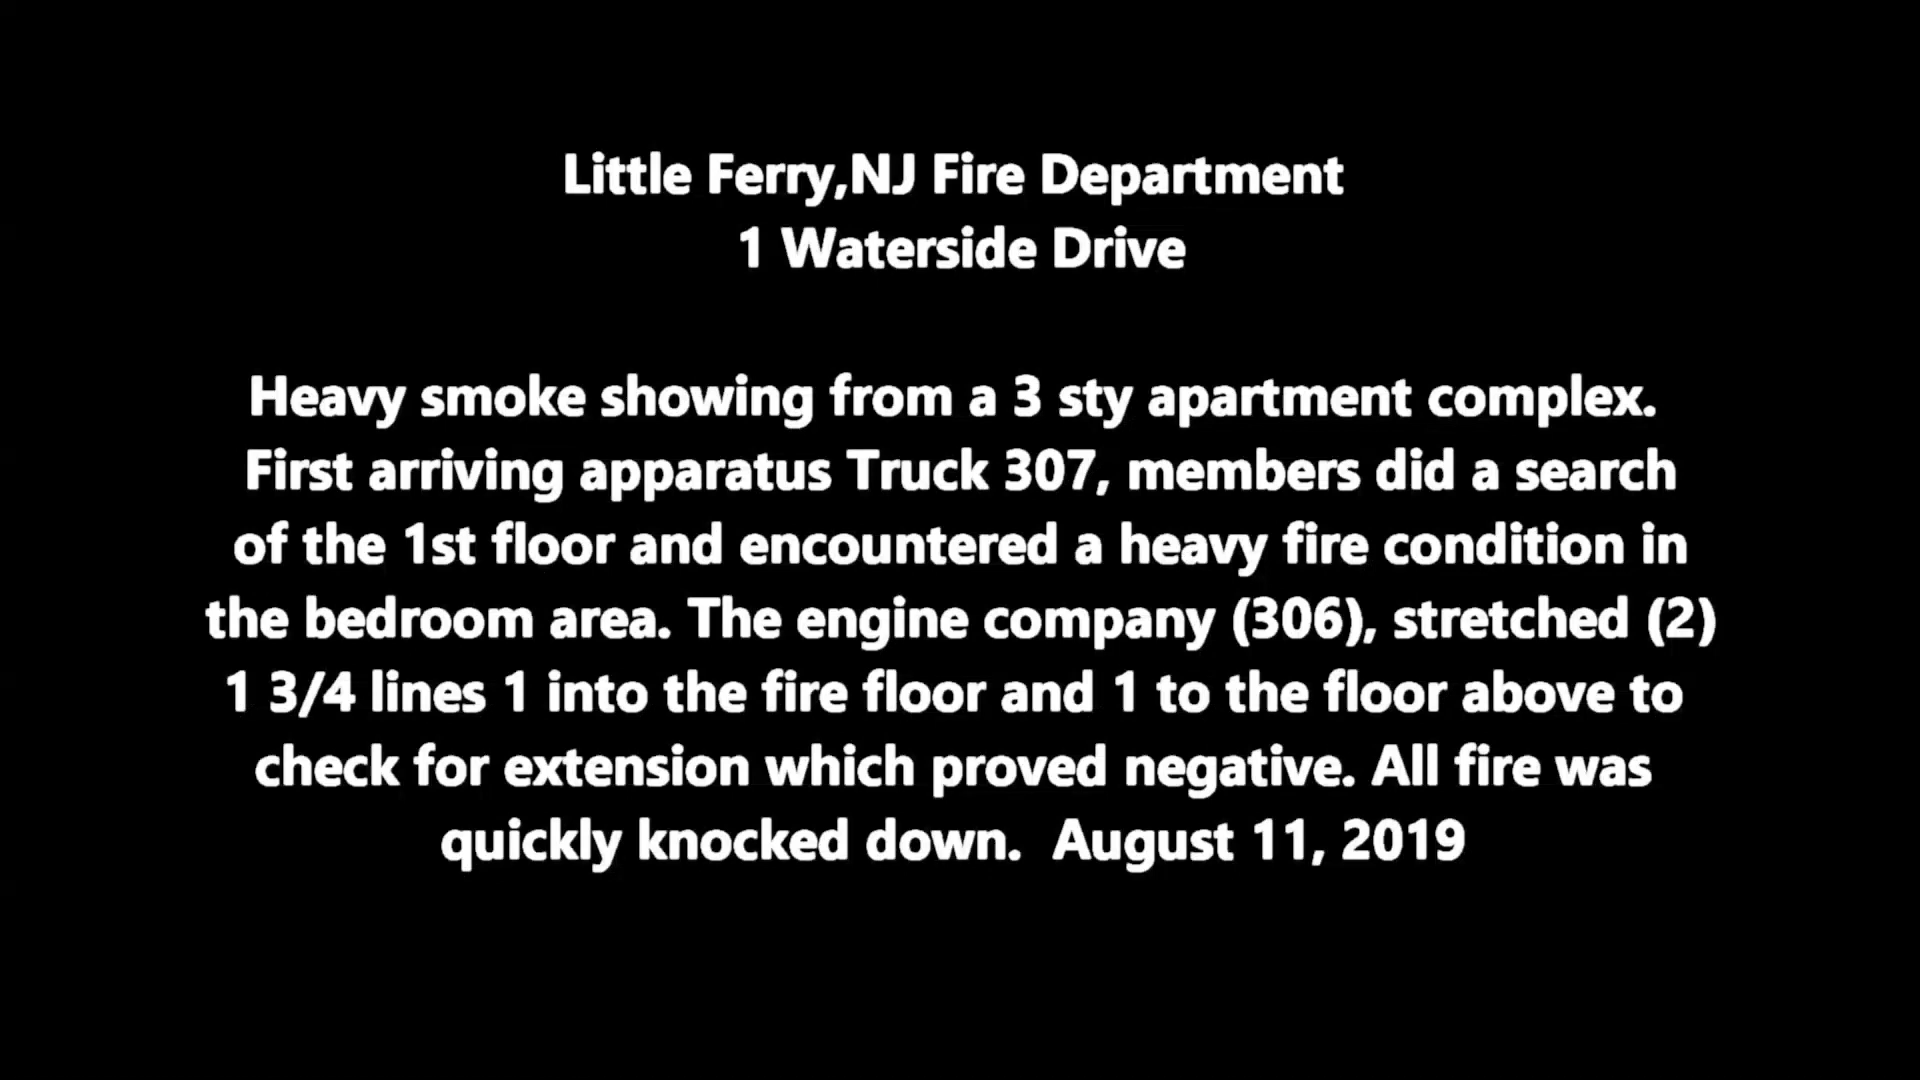 Little Ferry,NJ Fire Department
1 Waterside Drive
Heavy smoke showing from a 3 sty apartment complex.
First arriving apparatus Truck 307, members did a search
of the 1st floor and encountered a heavy fire condition in
the bedroom area. The engine company (306), stretched (2)
1 3/4 lines 1 into the fire floor and 1 to the floor above to
check for extension which proved negative. All fire was
quickly knocked down.  August 11, 2019